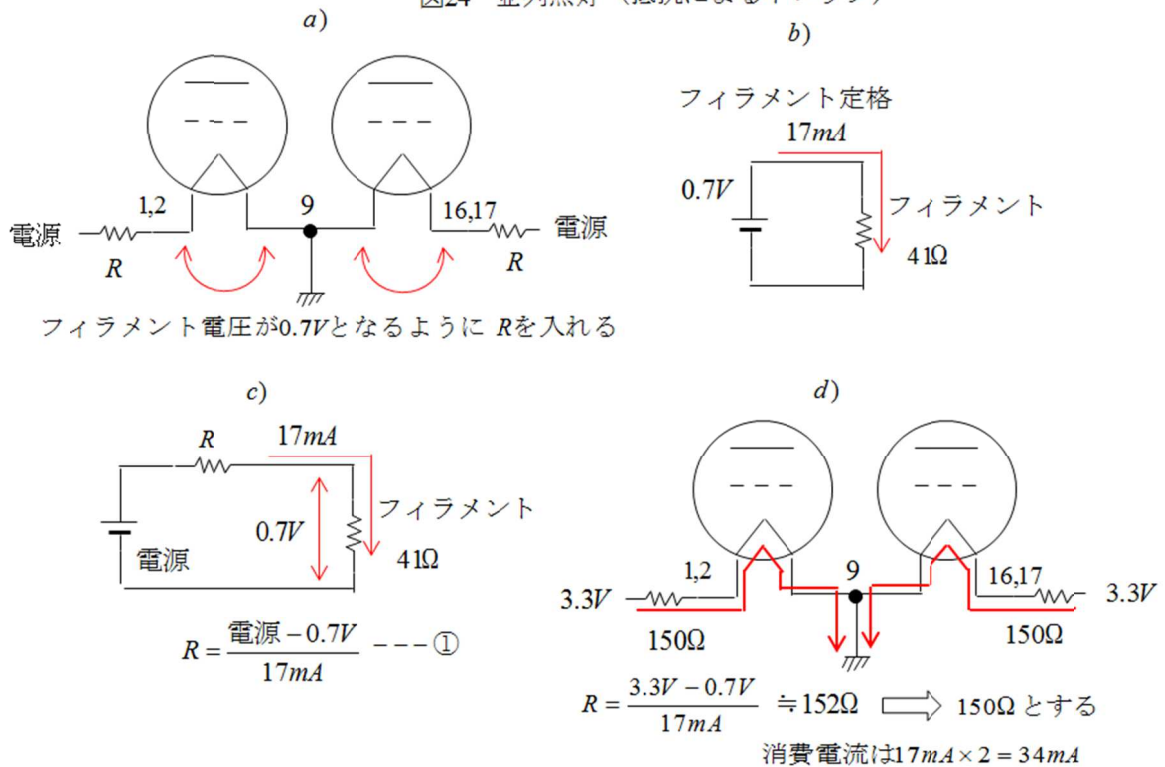 a)
b)
フィラメント定格
17mA
0.7V
フィラメント
41Ω
1,2
9
16,17
電源
電源
R
R
フィラメント電圧が0.7Vとなるように Rを入れる
c)
R
17mA
0.7V
フィラメント
41Ω
電源
R = 電源 − 0.7V / 17mA −−−①
d)
1,2
9
16,17
3.3V
3.3V
150Ω
150Ω
R = 3.3V − 0.7V / 17mA ≒152Ω ⇨ 150Ω とする
消費電流は17mA × 2 = 34mA